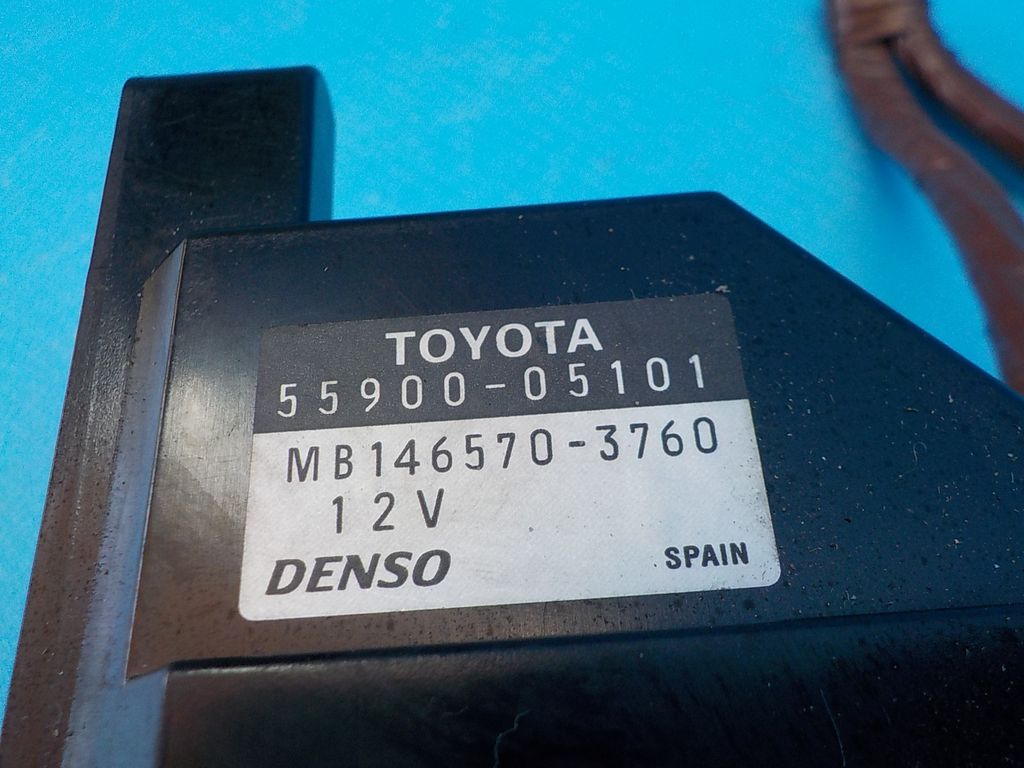 TOYOTA
55900-05101
MB146570-3760
12V
DENSO SPAIN